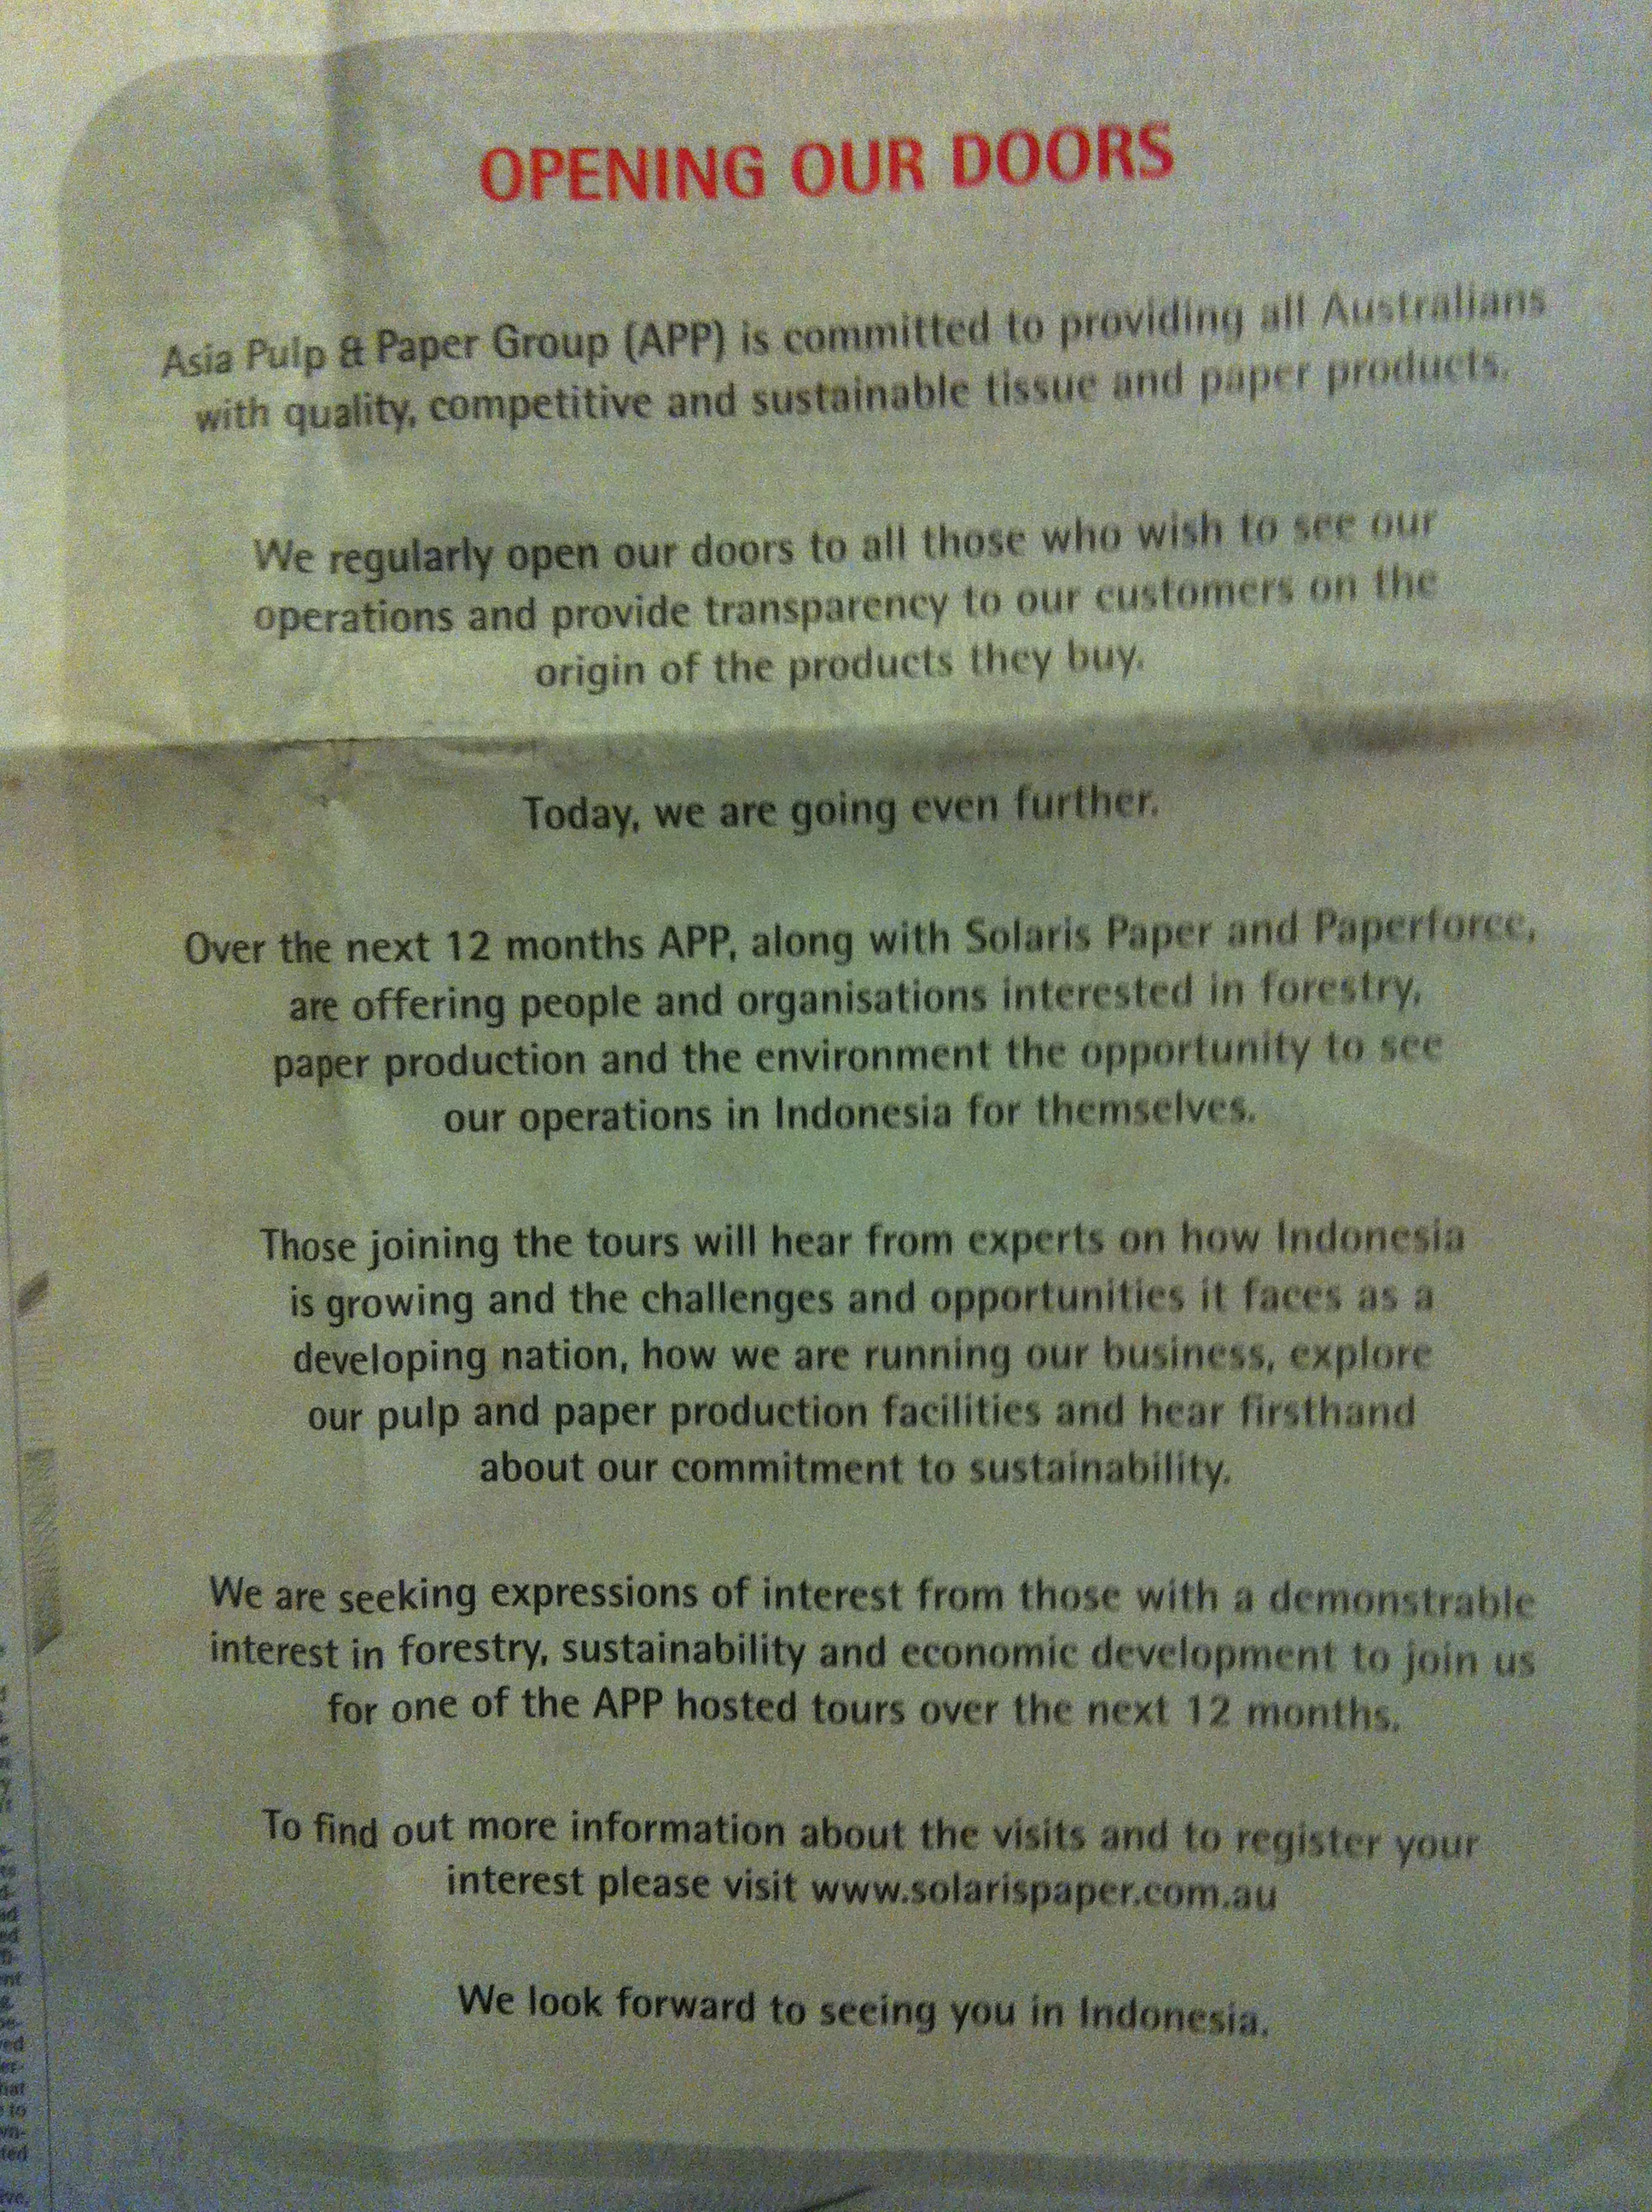 OPENING OUR DOORS
Asia Pulp & Paper Group (APP) is committed to providing all Australians
with quality, competitive and sustainable tissue and paper products.
We regularly open our doors to all those who wish to see our
operations and provide transparency to our customers on the
origin of the products they buy.
Today, we are going even further.
Over the next 12 months APP, along with Solaris Paper and Paperforce,
are offering people and organisations interested in forestry,
paper production and the environment the opportunity to see
our operations in Indonesia for themselves.
Those joining the tours will hear from experts on how Indonesia
is growing and the challenges and opportunities it faces as a
developing nation, how we are running our business, explore
our pulp and paper production facilities and hear firsthand
about our commitment to sustainability.
We are seeking expressions of interest from those with a demonstrable
interest in forestry, sustainability and economic development to join us
for one of the APP hosted tours over the next 12 months.
To find out more information about the visits and to register your
interest please visit www.solarispaper.com.au
We look forward to seeing you in Indonesia.